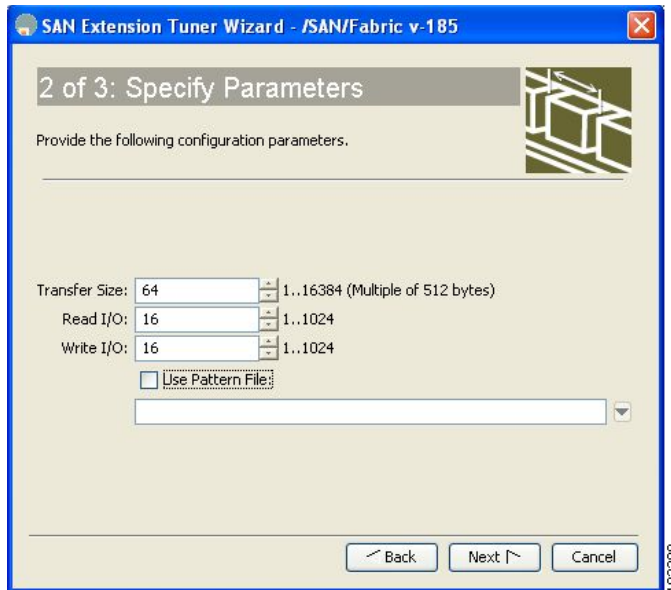 SAN Extension Tuner Wizard - /SAN/Fabric v-185
2 of 3: Specify Parameters
Provide the following configuration parameters.
Transfer Size: 64 1..16384 (Multiple of 512 bytes)
Read I/O: 16 1..1024
Write I/O: 16 1..1024
Use Pattern File:
Back Next Cancel